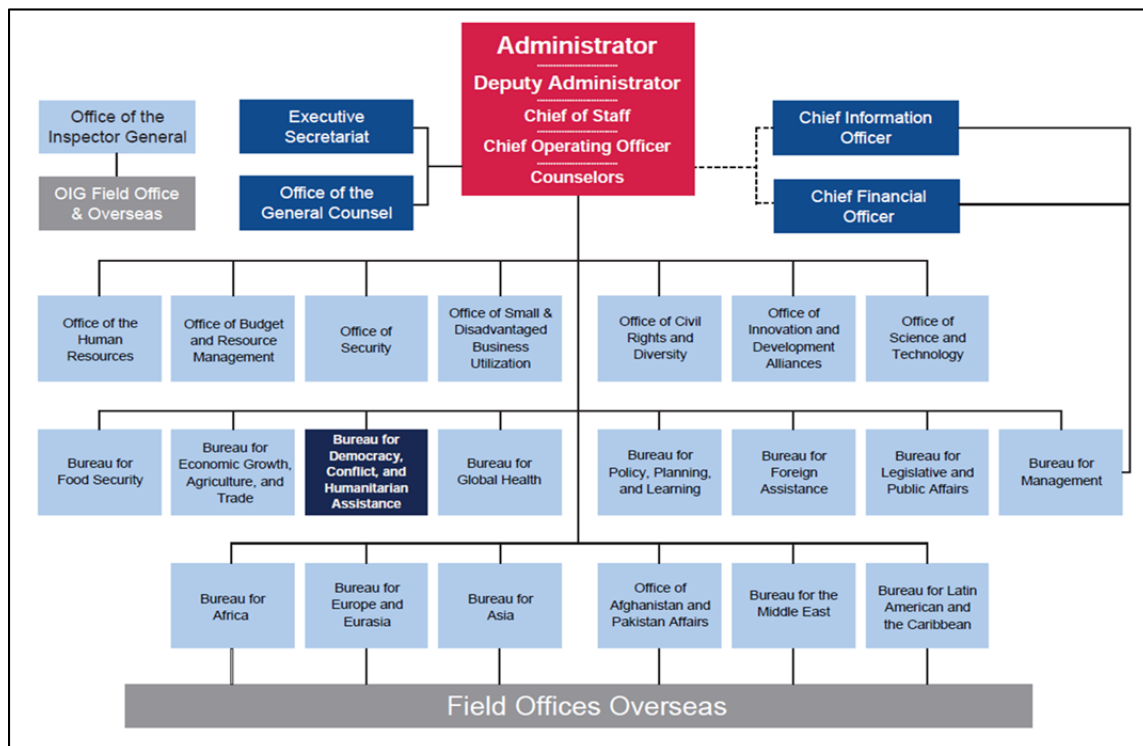 Administrator
Deputy Administrator
Chief of Staff
Chief Operating Officer
Counselors
Office of the
Inspector General
OIG Field Office
& Overseas
Executive
Secretariat
Office of the
General Counsel
Chief Information
Officer
Chief Financial
Officer
Office of the
Human
Resources
Office of Budget
and Resource
Management
Office of
Security
Office of Small &
Disadvantaged
Business
Utilization
Office of Civil
Rights and
Diversity
Office of
Innovation and
Development
Alliances
Office of
Science and
Technology
Bureau for
Food Security
Bureau for
Economic Growth,
Agriculture, and
Trade
Bureau for
Democracy,
Conflict, and
Humanitarian
Assistance
Bureau for
Global Health
Bureau for
Policy, Planning,
and Learning
Bureau for
Foreign
Assistance
Bureau for
Legislative and
Public Affairs
Bureau for
Management
Bureau for
Africa
Bureau for
Europe and
Eurasia
Bureau for
Asia
Office of
Afghanistan and
Pakistan Affairs
Bureau for the
Middle East
Bureau for Latin
American and
the Caribbean
Field Offices Overseas